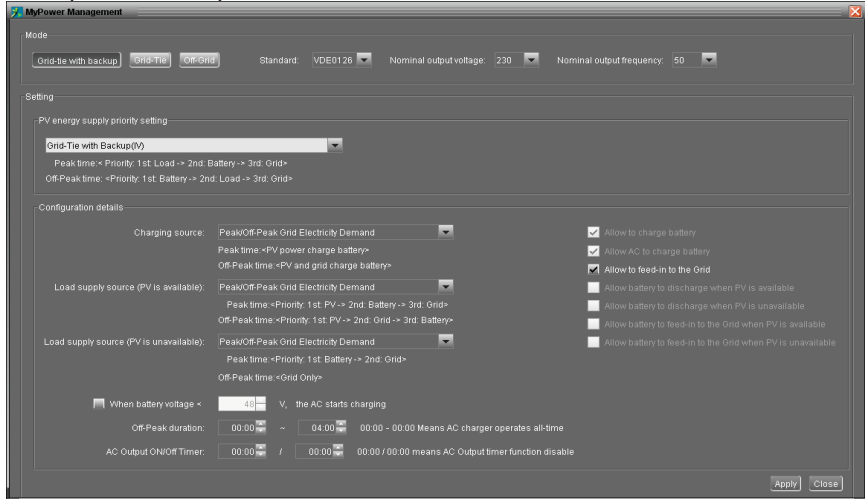 MyPower Management
Mode
Grid-tie with backup Grid-Tie Off-Grid Standard: VDE0126 Nominal output voltage: 230 Nominal output frequency: 50
Setting
PV energy supply priority setting
Grid-Tie with Backup(IV)
Peak time:< Priority: 1st: Load -> 2nd: Battery -> 3rd: Grid>
Off-Peak time: <Priority: 1st: Battery -> 2nd: Load -> 3rd: Grid>
Configuration details
Charging source: Peak/Off-Peak Grid Electricity Demand Allow to charge battery
Peak time:<PV power charge battery> Allow AC to charge battery
Off-Peak time:<PV and grid charge battery> Allow to feed-in to the Grid
Load supply source (PV is available): Peak/Off-Peak Grid Electricity Demand Allow battery to discharge when PV is available
Peak time:<Priority: 1st: PV-> 2nd: Battery -> 3rd: Grid> Allow battery to discharge when PV is unavailable
Off-Peak time:<Priority: 1st: PV -> 2nd: Grid -> 3rd: Battery> Allow battery to feed-in to the Grid when PV is available
Load supply source (PV is unavailable): Peak/Off-Peak Grid Electricity Demand Allow battery to feed-in to the Grid when PV is unavailable
Peak time:<Priority: 1st: Battery -> 2nd: Grid>
Off-Peak time:<Grid Only>
When battery voltage < 48 V, the AC starts charging
Off-Peak duration: 00:00 ~ 04:00 00:00 - 00:00 Means AC charger operates all-time
AC Output ON/Off Timer: 00:00 / 00:00 00:00 / 00:00 means AC Output timer function disable
Apply Close